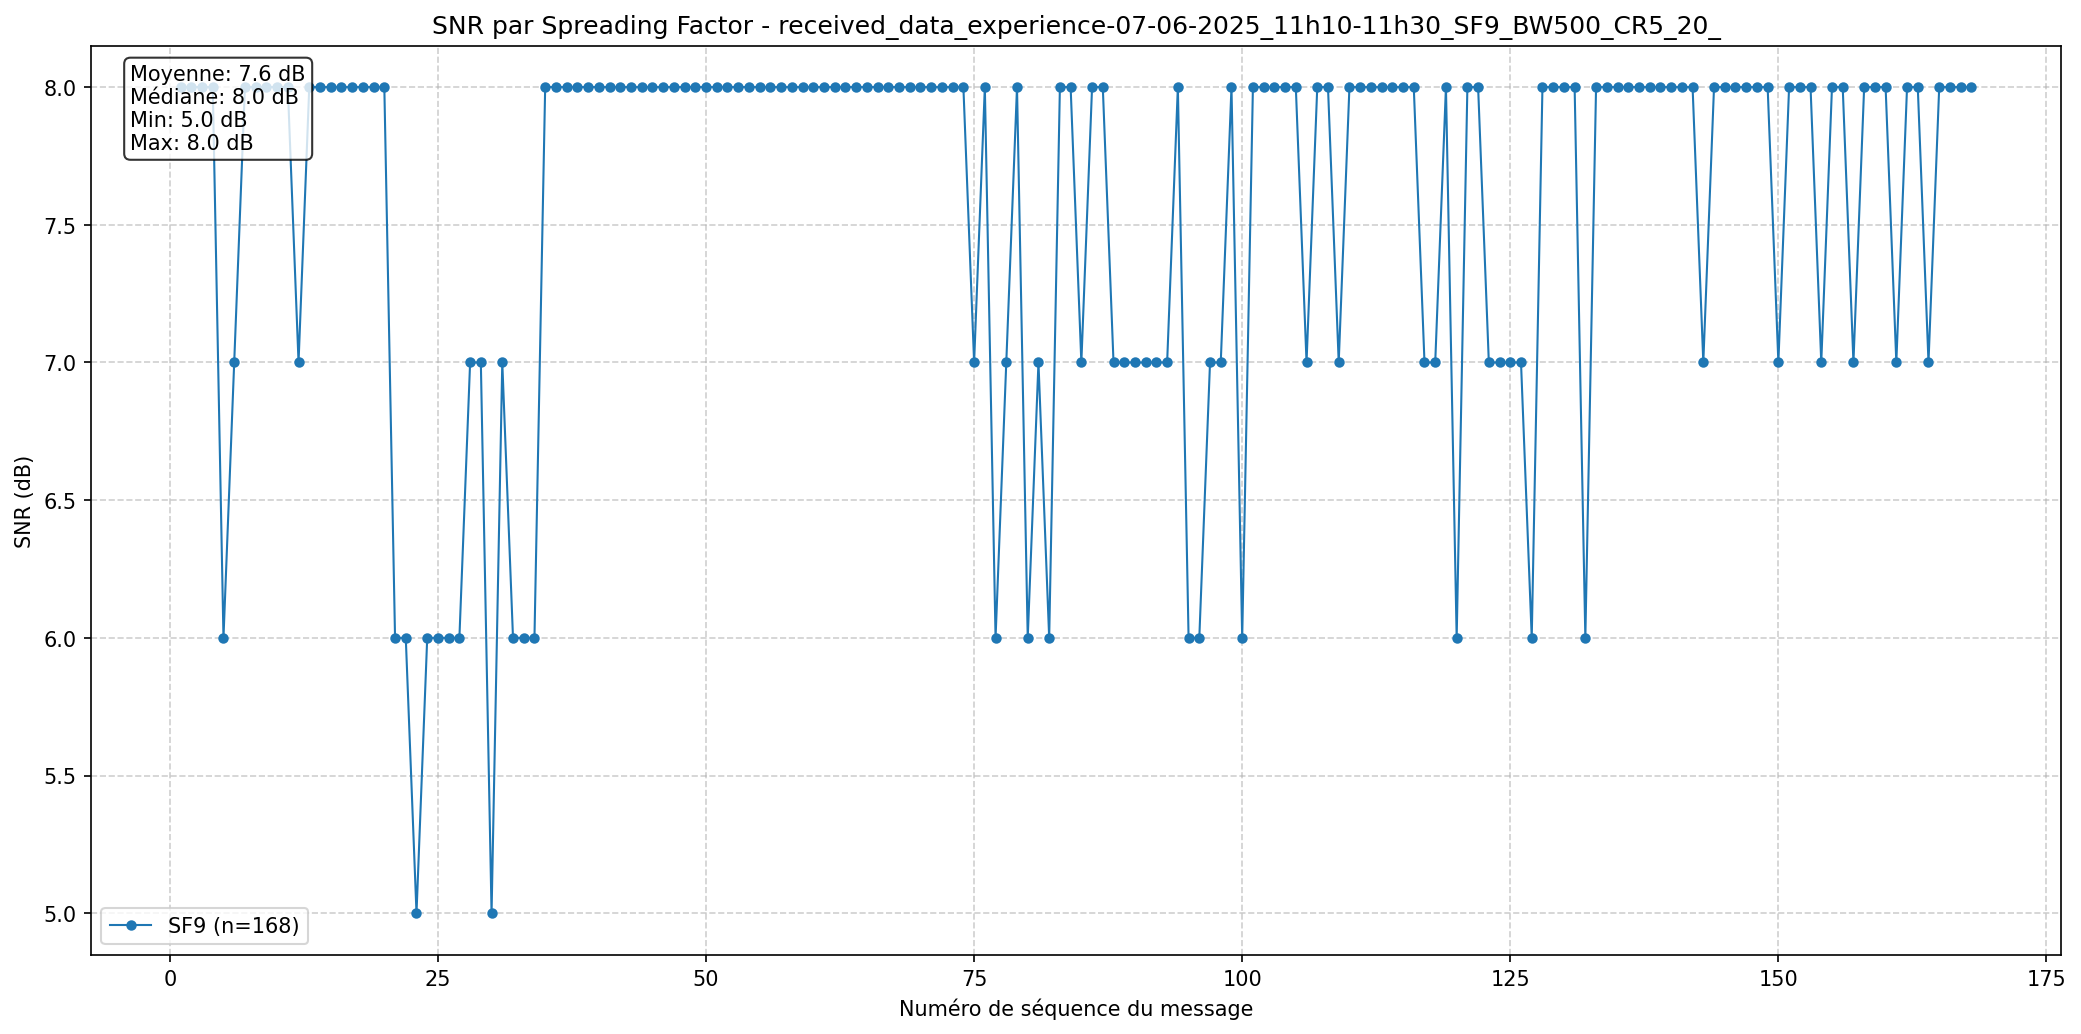 SNR par Spreading Factor - received_data_experience-07-06-2025_11h10-11h30_SF9_BW500_CR5_20_
Moyenne: 7.6 dB
Médiane: 8.0 dB
Min: 5.0 dB
Max: 8.0 dB
8.0
7.5
7.0
6.5
6.0
5.5
5.0
SNR (dB)
SF9 (n=168)
0
25
50
75
100
125
150
175
Numéro de séquence du message